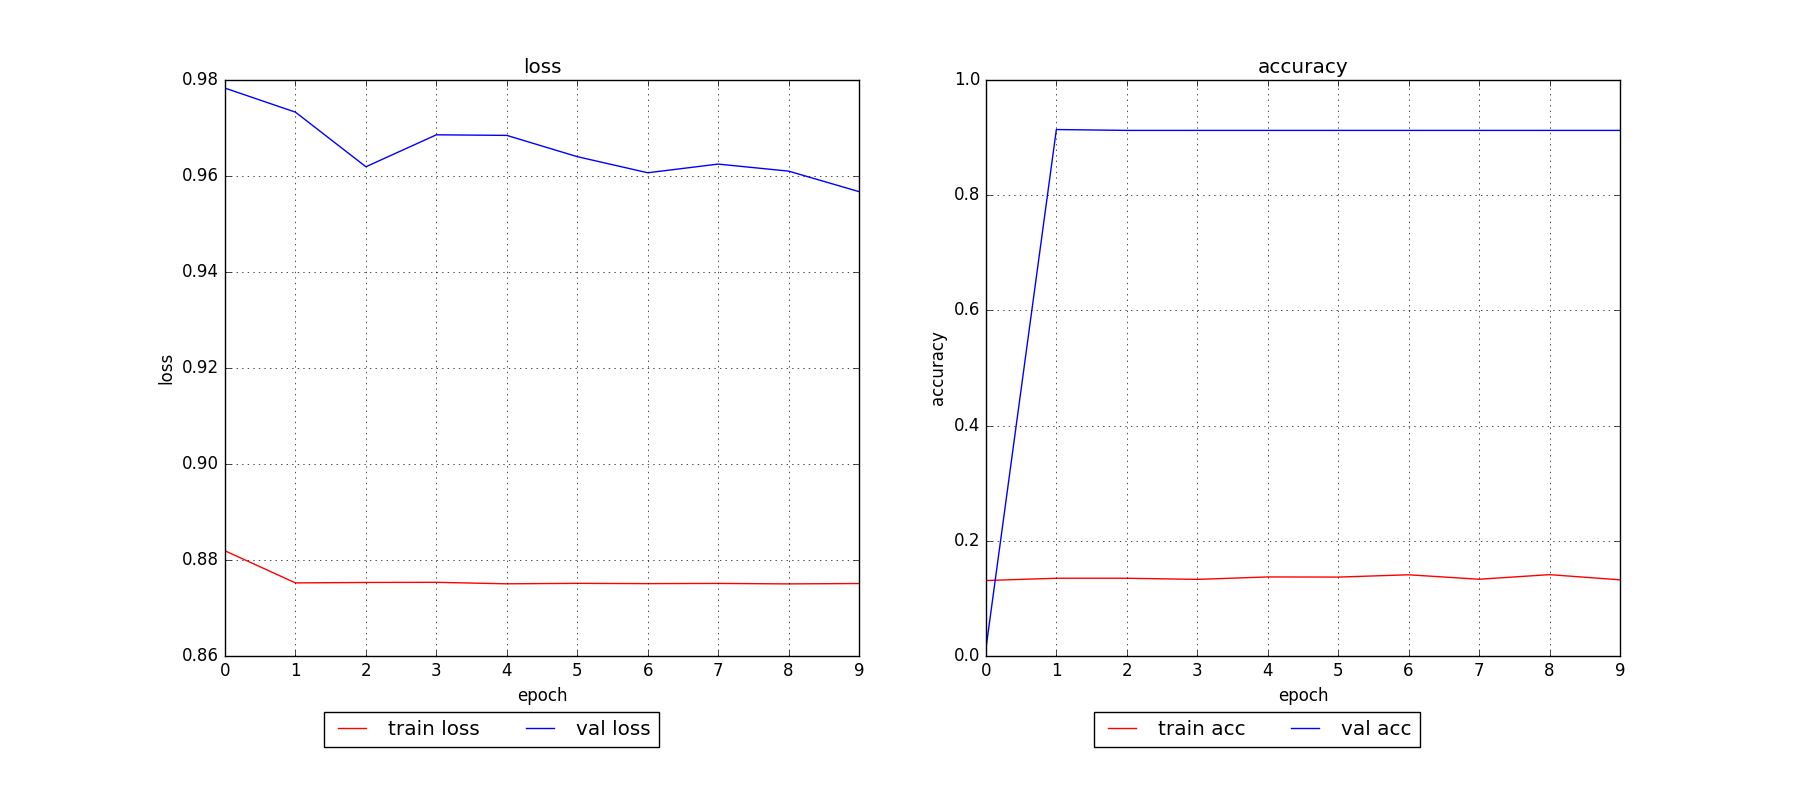 loss
0.98
0.96
0.94
0.92
0.90
0.88
0.86
loss
0 1 2 3 4 5 6 7 8 9
epoch
train loss val loss
accuracy
1.0
0.8
0.6
0.4
0.2
0.0
accuracy
0 1 2 3 4 5 6 7 8 9
epoch
train acc val acc